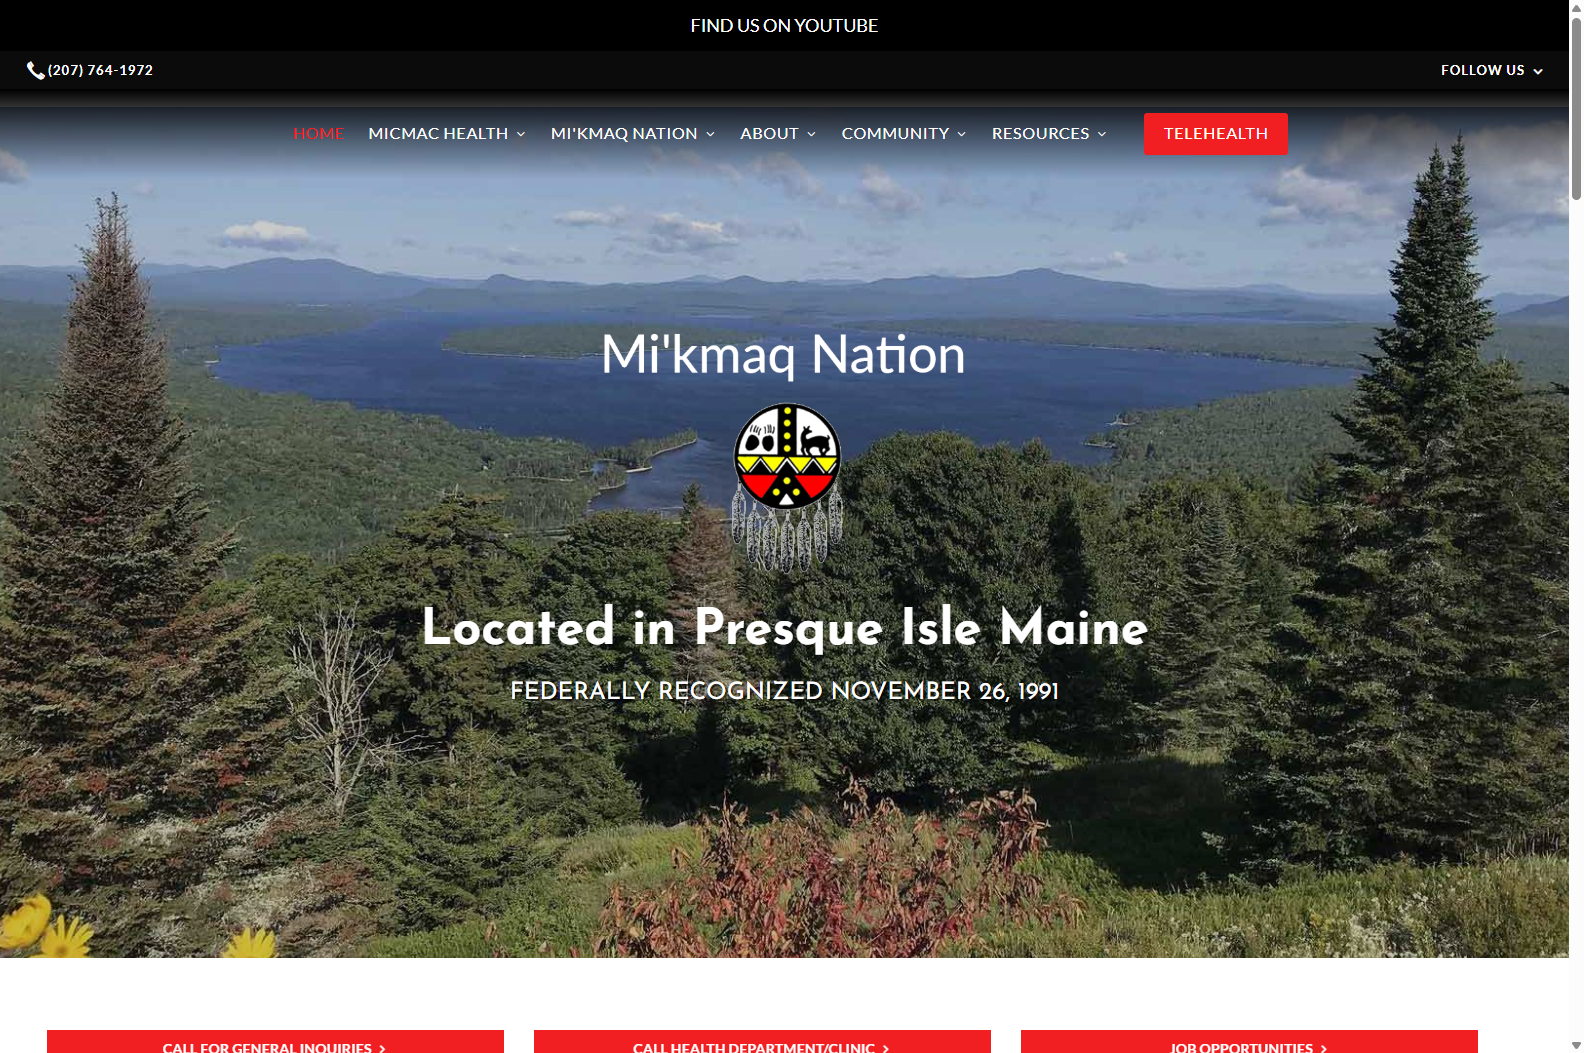 FIND US ON YOUTUBE
(207) 764-1972
FOLLOW US
HOME
MICMAC HEALTH
MI'KMAQ NATION
ABOUT
COMMUNITY
RESOURCES
TELEHEALTH
Mi'kmaq Nation
Located in Presque Isle Maine
FEDERALLY RECOGNIZED NOVEMBER 26, 1991
CALL FOR GENERAL INQUIRIES
CALL HEALTH DEPARTMENT/CLINIC
JOB OPPORTUNITIES